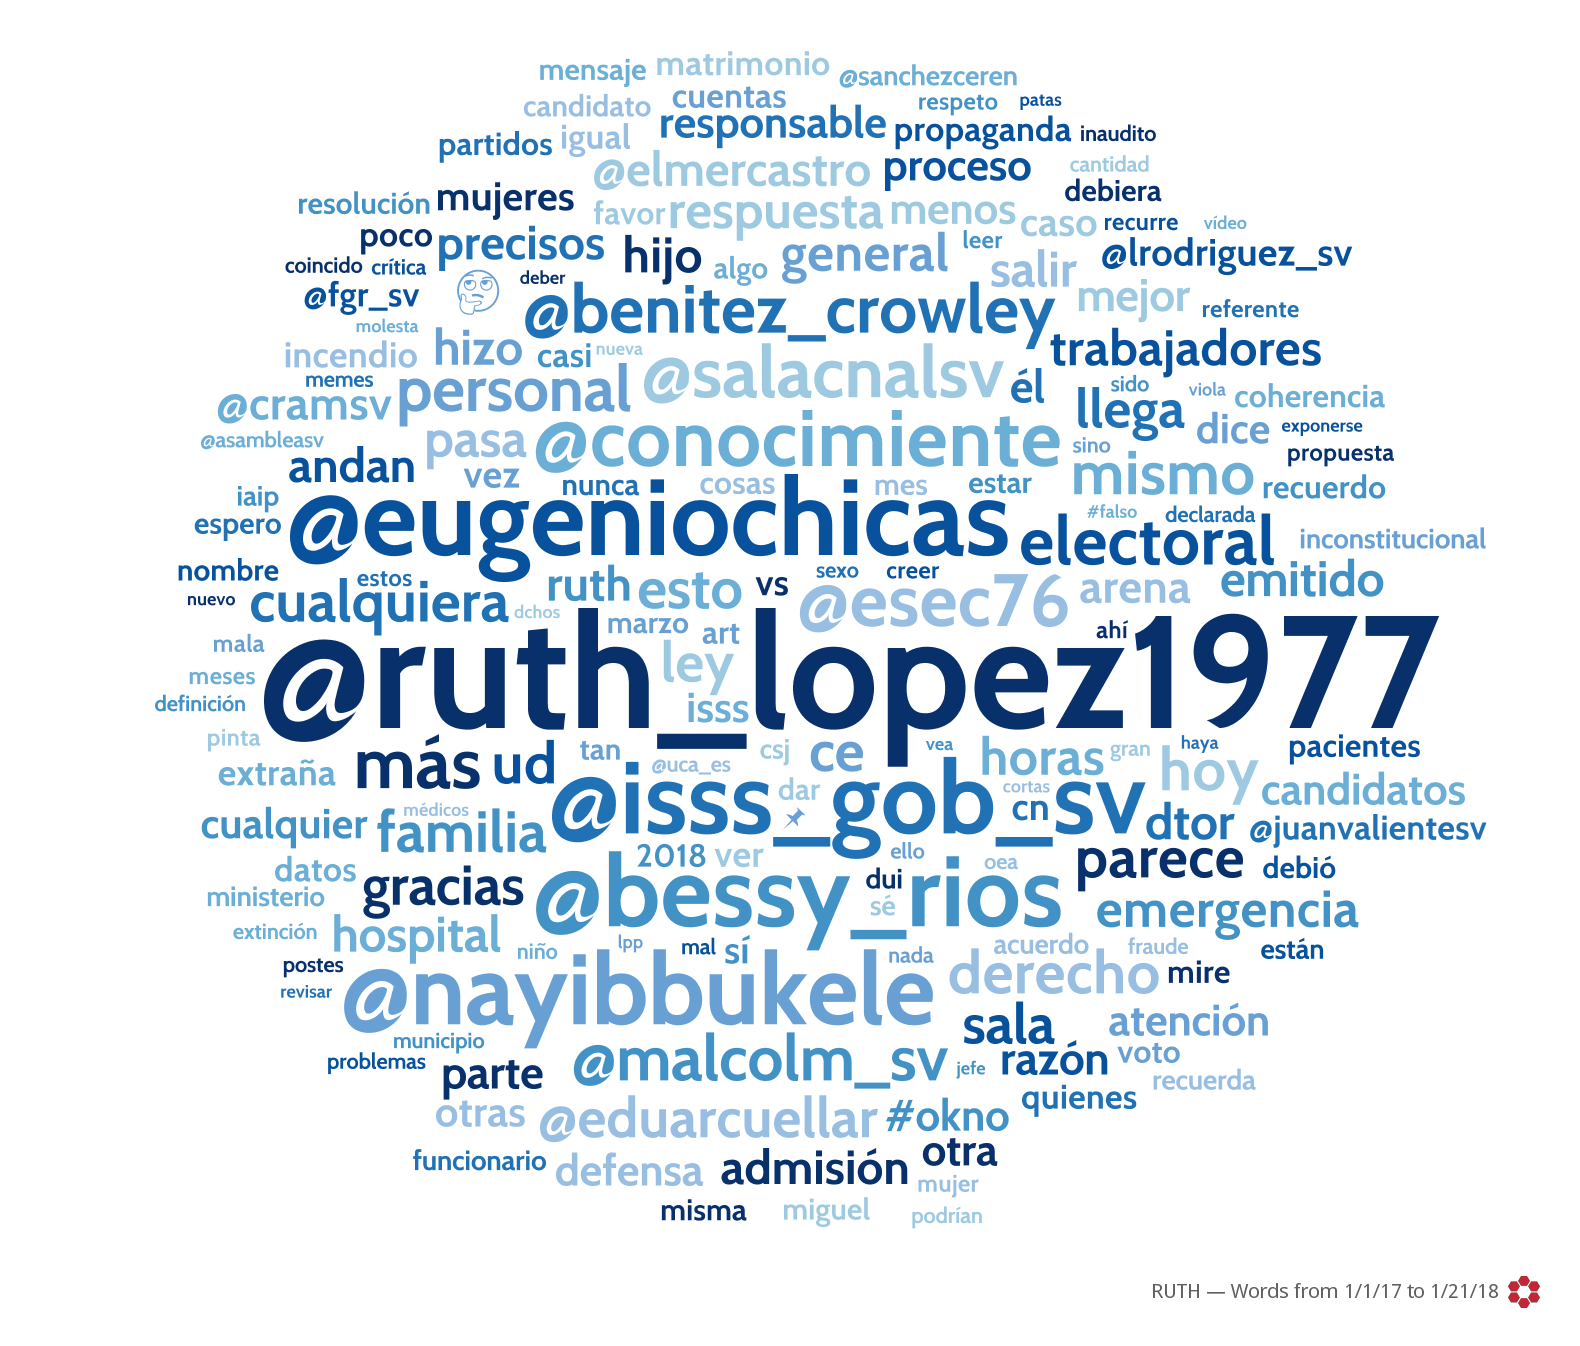 mensaje matrimonio @sanchezceren
candidato cuentas respeto patas
partidos igual responsable propaganda inaudito
@elmercastro proceso cantidad
resolución mujeres favor respuesta menos caso debiera recurre vídeo
poco precisos hijo algo general leer salir @lrodriguez_sv
coincido crítica deber
@fgr_sv @benitez_crowley mejor referente
molesta
incendio hizo casi nueva @salacnalsv trabajadores
memes personal él sido viola coherencia
@cramsv llega dice exponerse
@asambleasv pasa @conocimiente sino propuesta
andan vez nunca cosas mes estar mismo recuerdo
iaip @eugeniochicas #falso declarada
espero electoral inconstitucional
nombre estos ruth esto vs sexo creer @esec76 arena emitido
nuevo cualquiera dchos
mala marzo art ahí
@ruth_lopez1977
meses ley
definición isss
pinta más ud tan csj ce vea horas gran haya pacientes
extraña @uca_es hoy
médicos @isss_gob_sv dar cortas cn candidatos
cualquier familia dtor @juanvalientesv
datos 2018 ver ello oea parece debió
ministerio gracias @bessy_rios dui sé emergencia
extinción hospital niño lpp mal sí nada acuerdo fraude están
postes @nayibbukele derecho mire
revisar
municipio sala atención
problemas parte @malcolm_sv jefe razón voto
recuerda
otras @eduarcuellar #okno quienes
funcionario defensa admisión otra
mujer
misma miguel podrían
RUTH — Words from 1/1/17 to 1/21/18